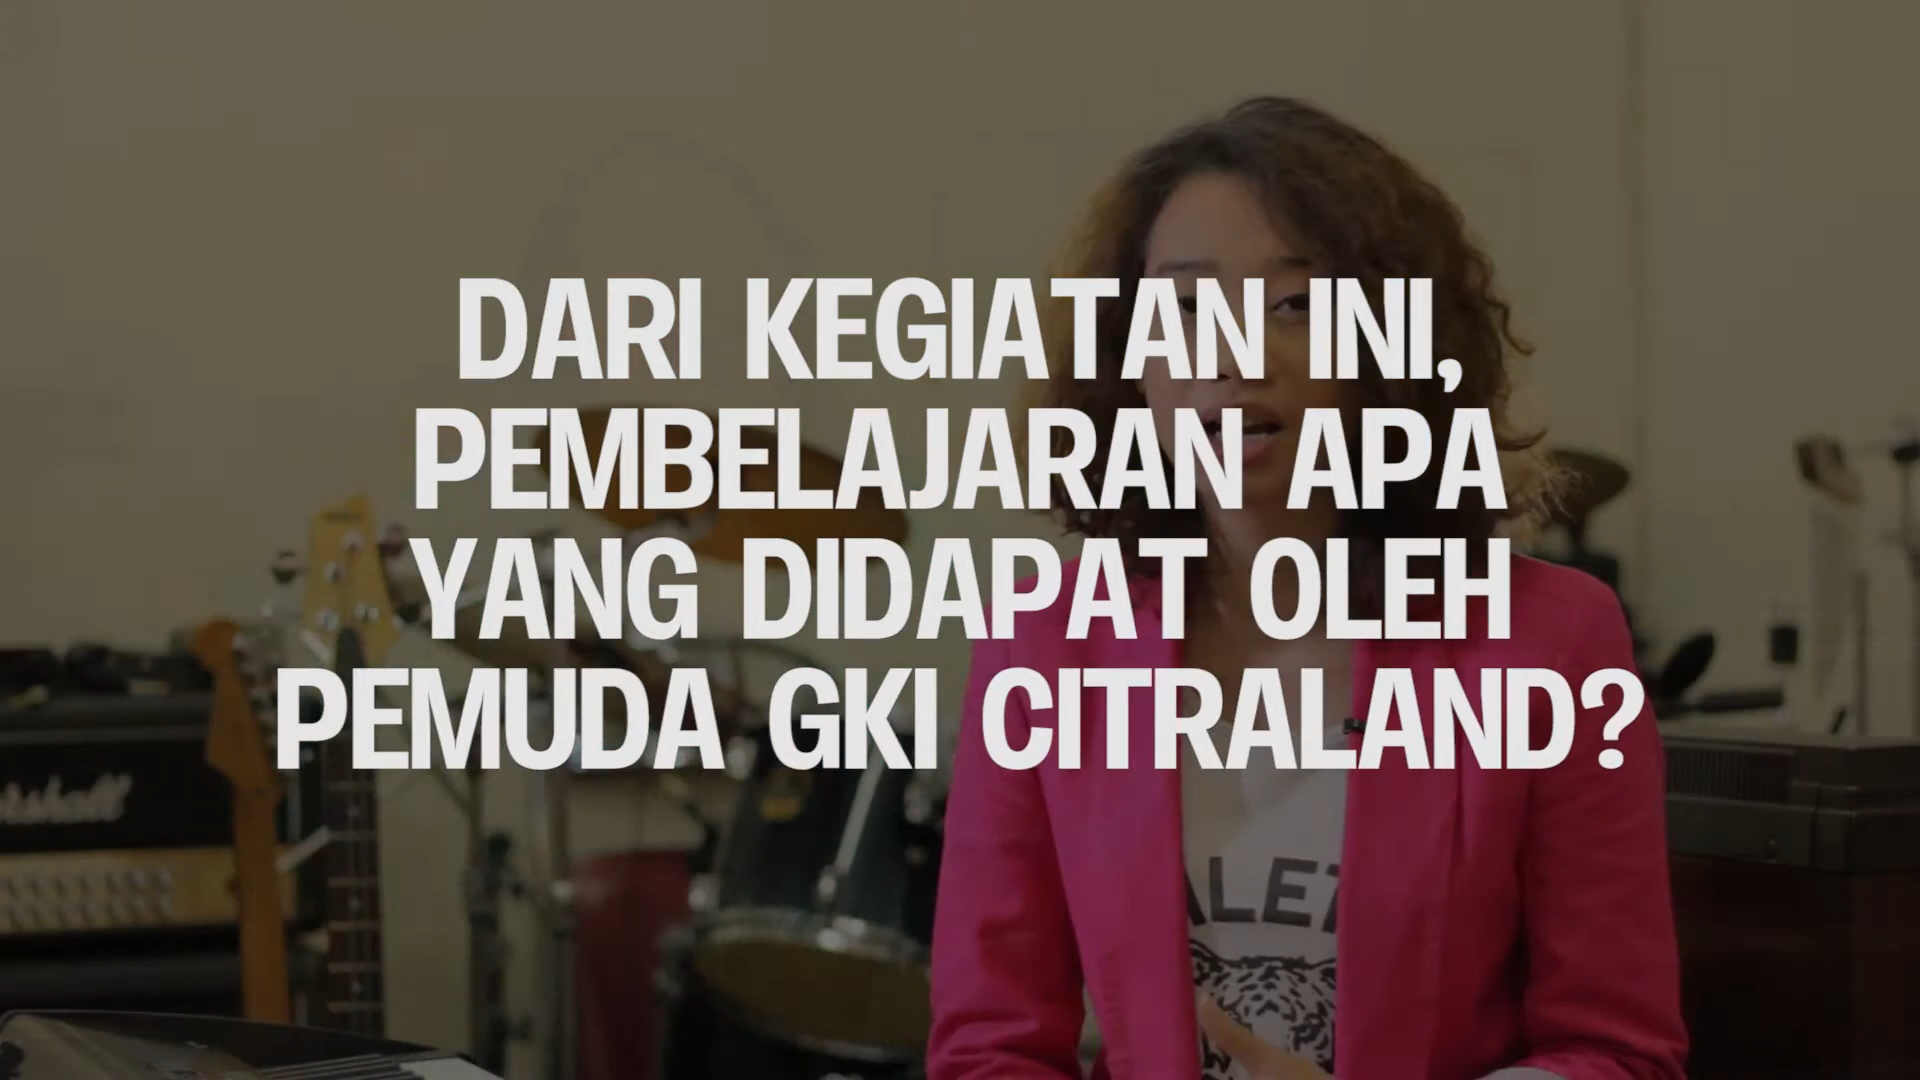 DARI KEGIATAN INI,
PEMBELAJARAN APA
YANG DIDAPAT OLEH
PEMUDA GKI CITRALAND?